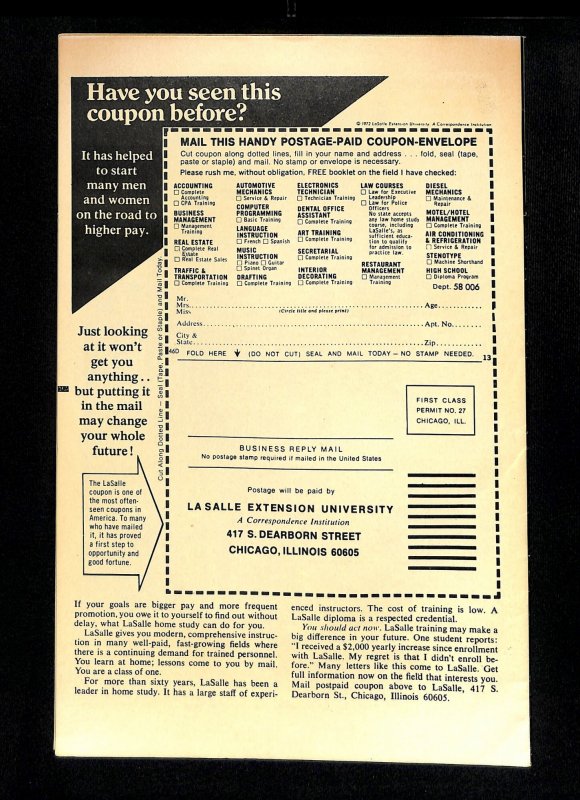 Have you seen this
coupon before?
© 1972 LaSalle Extension University A Correspondence Institution
It has helped
to start
many men
and women
on the road to
higher pay.
Just looking
at it won't
get you
anything..
but putting it
in the mail
may change
your whole
future!
The LaSalle
coupon is one of
the most often-
seen coupons in
America. To many
who have mailed
it, it has proved
a first step to
opportunity and
good fortune.
Cut Along Dotted Line — Seal (Tape, Paste or Staple) and Mail Today
MAIL THIS HANDY POSTAGE-PAID COUPON-ENVELOPE
Cut coupon along dotted lines, fill in your name and address . . . fold, seal (tape,
paste or staple) and mail. No stamp or envelope is necessary.
Please rush me, without obligation, FREE booklet on the field I have checked:
ACCOUNTING
☐ Complete
Accounting
☐ CPA Training
BUSINESS
MANAGEMENT
☐ Management
Training
REAL ESTATE
☐ Complete Real
Estate
☐ Real Estate Sales
TRAFFIC &
TRANSPORTATION
☐ Complete Training
AUTOMOTIVE
MECHANICS
☐ Service & Repair
COMPUTER
PROGRAMMING
☐ Basic Training
LANGUAGE
INSTRUCTION
☐ French ☐ Spanish
MUSIC
INSTRUCTION
☐ Piano ☐ Guitar
☐ Spinet Organ
DRAFTING
☐ Complete Training
ELECTRONICS
TECHNICIAN
☐ Technician Training
DENTAL OFFICE
ASSISTANT
☐ Complete Training
ART TRAINING
☐ Complete Training
SECRETARIAL
☐ Complete Training
INTERIOR
DECORATING
☐ Complete Training
LAW COURSES
☐ Law for Executive
Leadership
☐ Law for Police
Officers
No state accepts
any law home study
course, including
LaSalle's, as
sufficient educa-
tion to qualify
for admission to
practice law.
RESTAURANT
MANAGEMENT
☐ Management
Training
DIESEL
MECHANICS
☐ Maintenance &
Repair
MOTEL/HOTEL
MANAGEMENT
☐ Complete Training
AIR CONDITIONING
& REFRIGERATION
☐ Service & Repair
STENOTYPE
☐ Machine Shorthand
HIGH SCHOOL
☐ Diploma Program
Dept. 58 006
Mr.
Mrs. Age
Miss (Circle title and please print)
Address Apt. No.
City &
State Zip
46D FOLD HERE (DO NOT CUT) SEAL AND MAIL TODAY – NO STAMP NEEDED. 13
FIRST CLASS
PERMIT NO. 27
CHICAGO, ILL.
BUSINESS REPLY MAIL
No postage stamp required if mailed in the United States
Postage will be paid by
LA SALLE EXTENSION UNIVERSITY
A Correspondence Institution
417 S. DEARBORN STREET
CHICAGO, ILLINOIS 60605
If your goals are bigger pay and more frequent
promotion, you owe it to yourself to find out without
delay, what LaSalle home study can do for you.
LaSalle gives you modern, comprehensive instruc-
tion in many well-paid, fast-growing fields where
there is a continuing demand for trained personnel.
You learn at home; lessons come to you by mail.
You are a class of one.
For more than sixty years, LaSalle has been a
leader in home study. It has a large staff of experi-
enced instructors. The cost of training is low. A
LaSalle diploma is a respected credential.
You should act now. LaSalle training may make a
big difference in your future. One student reports:
"I received a $2,000 yearly increase since enrollment
with LaSalle. My regret is that I didn't enroll be-
fore." Many letters like this come to LaSalle. Get
full information now on the field that interests you.
Mail postpaid coupon above to LaSalle, 417 S.
Dearborn St., Chicago, Illinois 60605.